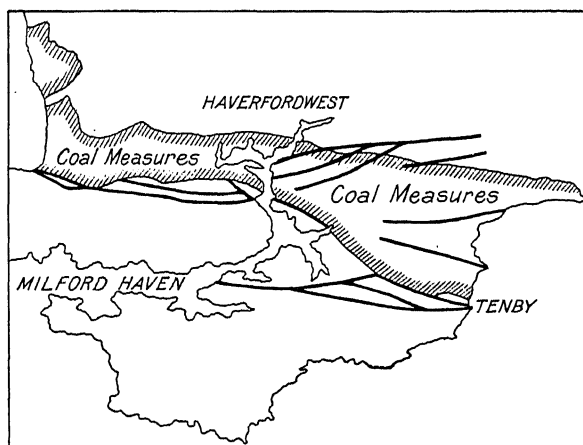 HAVERFORDWEST
Coal Measures
Coal Measures
MILFORD HAVEN
TENBY